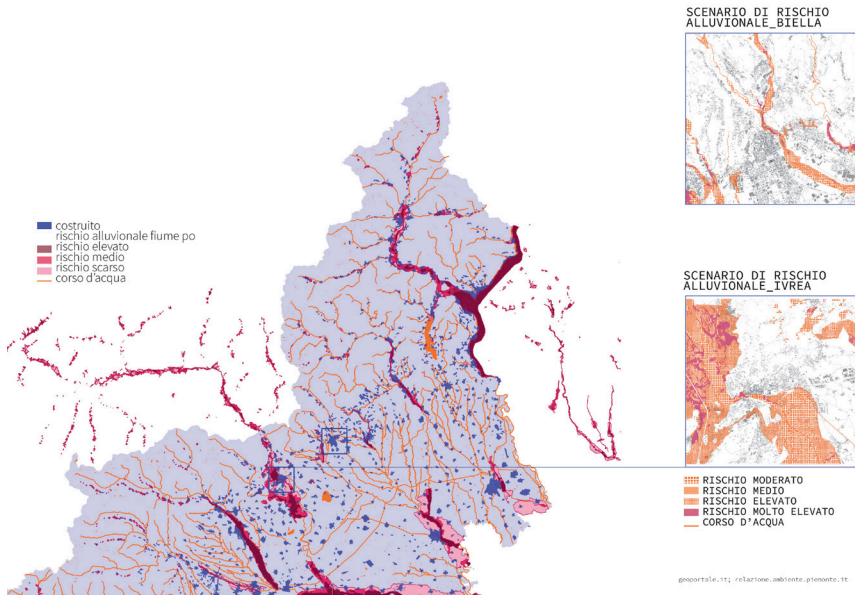 SCENARIO DI RISCHIO
ALLUVIONALE_BIELLA
costruito
rischio alluvionale fiume po
rischio elevato
rischio medio
rischio scarso
corso d'acqua
SCENARIO DI RISCHIO
ALLUVIONALE_IVREA
RISCHIO MODERATO
RISCHIO MEDIO
RISCHIO ELEVATO
RISCHIO MOLTO ELEVATO
CORSO D'ACQUA
geoportale.it; relazione.ambiente.piemonte.it